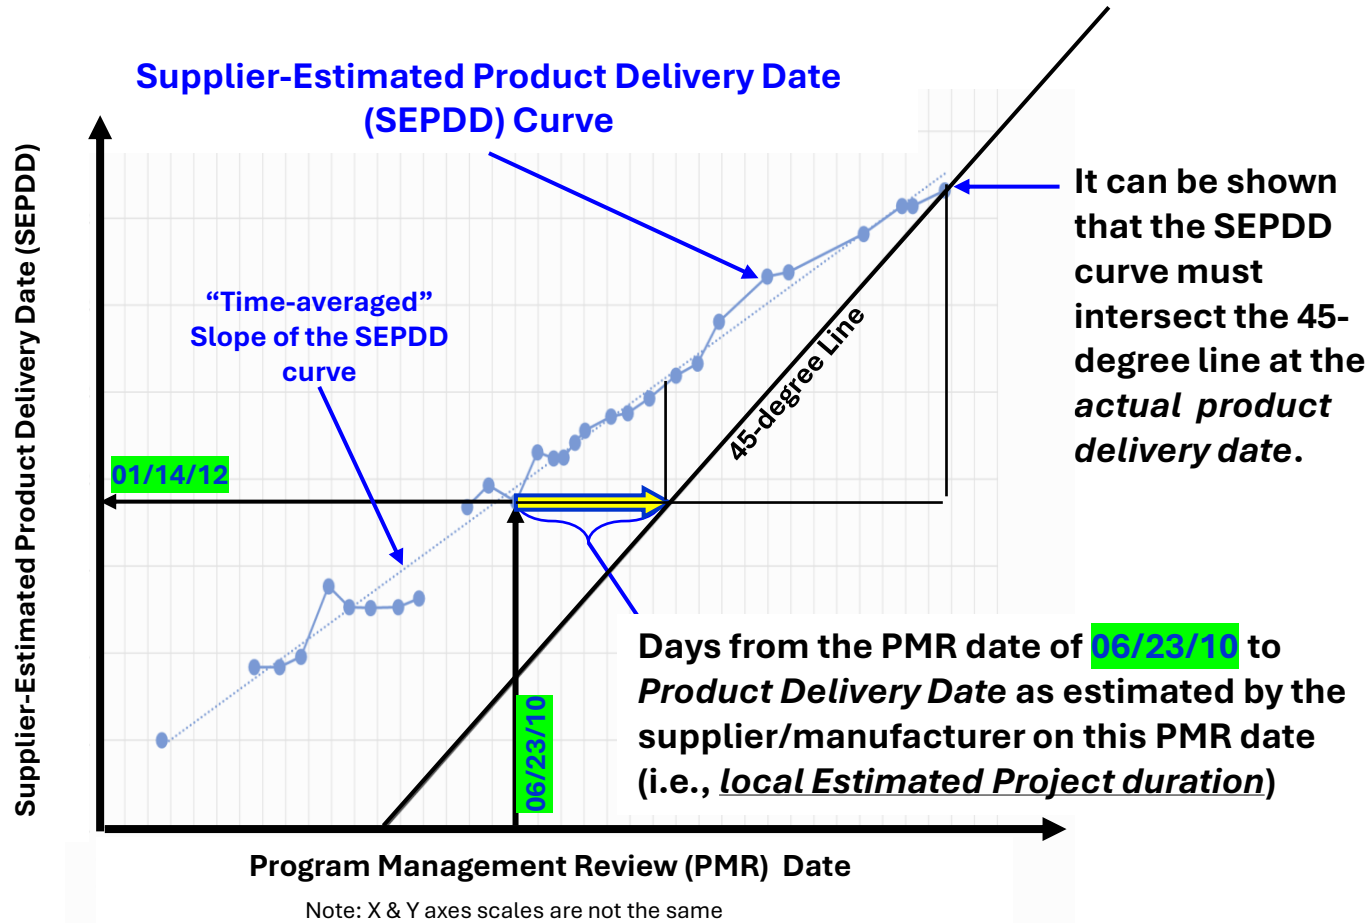 Supplier-Estimated Product Delivery Date
(SEPDD) Curve
Supplier-Estimated Product Delivery Date (SEPDD)
It can be shown
that the SEPDD
curve must
intersect the 45-
degree line at the
actual product
delivery date.
“Time-averaged”
Slope of the SEPDD
curve
45-degree Line
01/14/12
Days from the PMR date of 06/23/10 to
Product Delivery Date as estimated by the
supplier/manufacturer on this PMR date
(i.e., local Estimated Project duration)
06/23/10
Program Management Review (PMR) Date
Note: X & Y axes scales are not the same